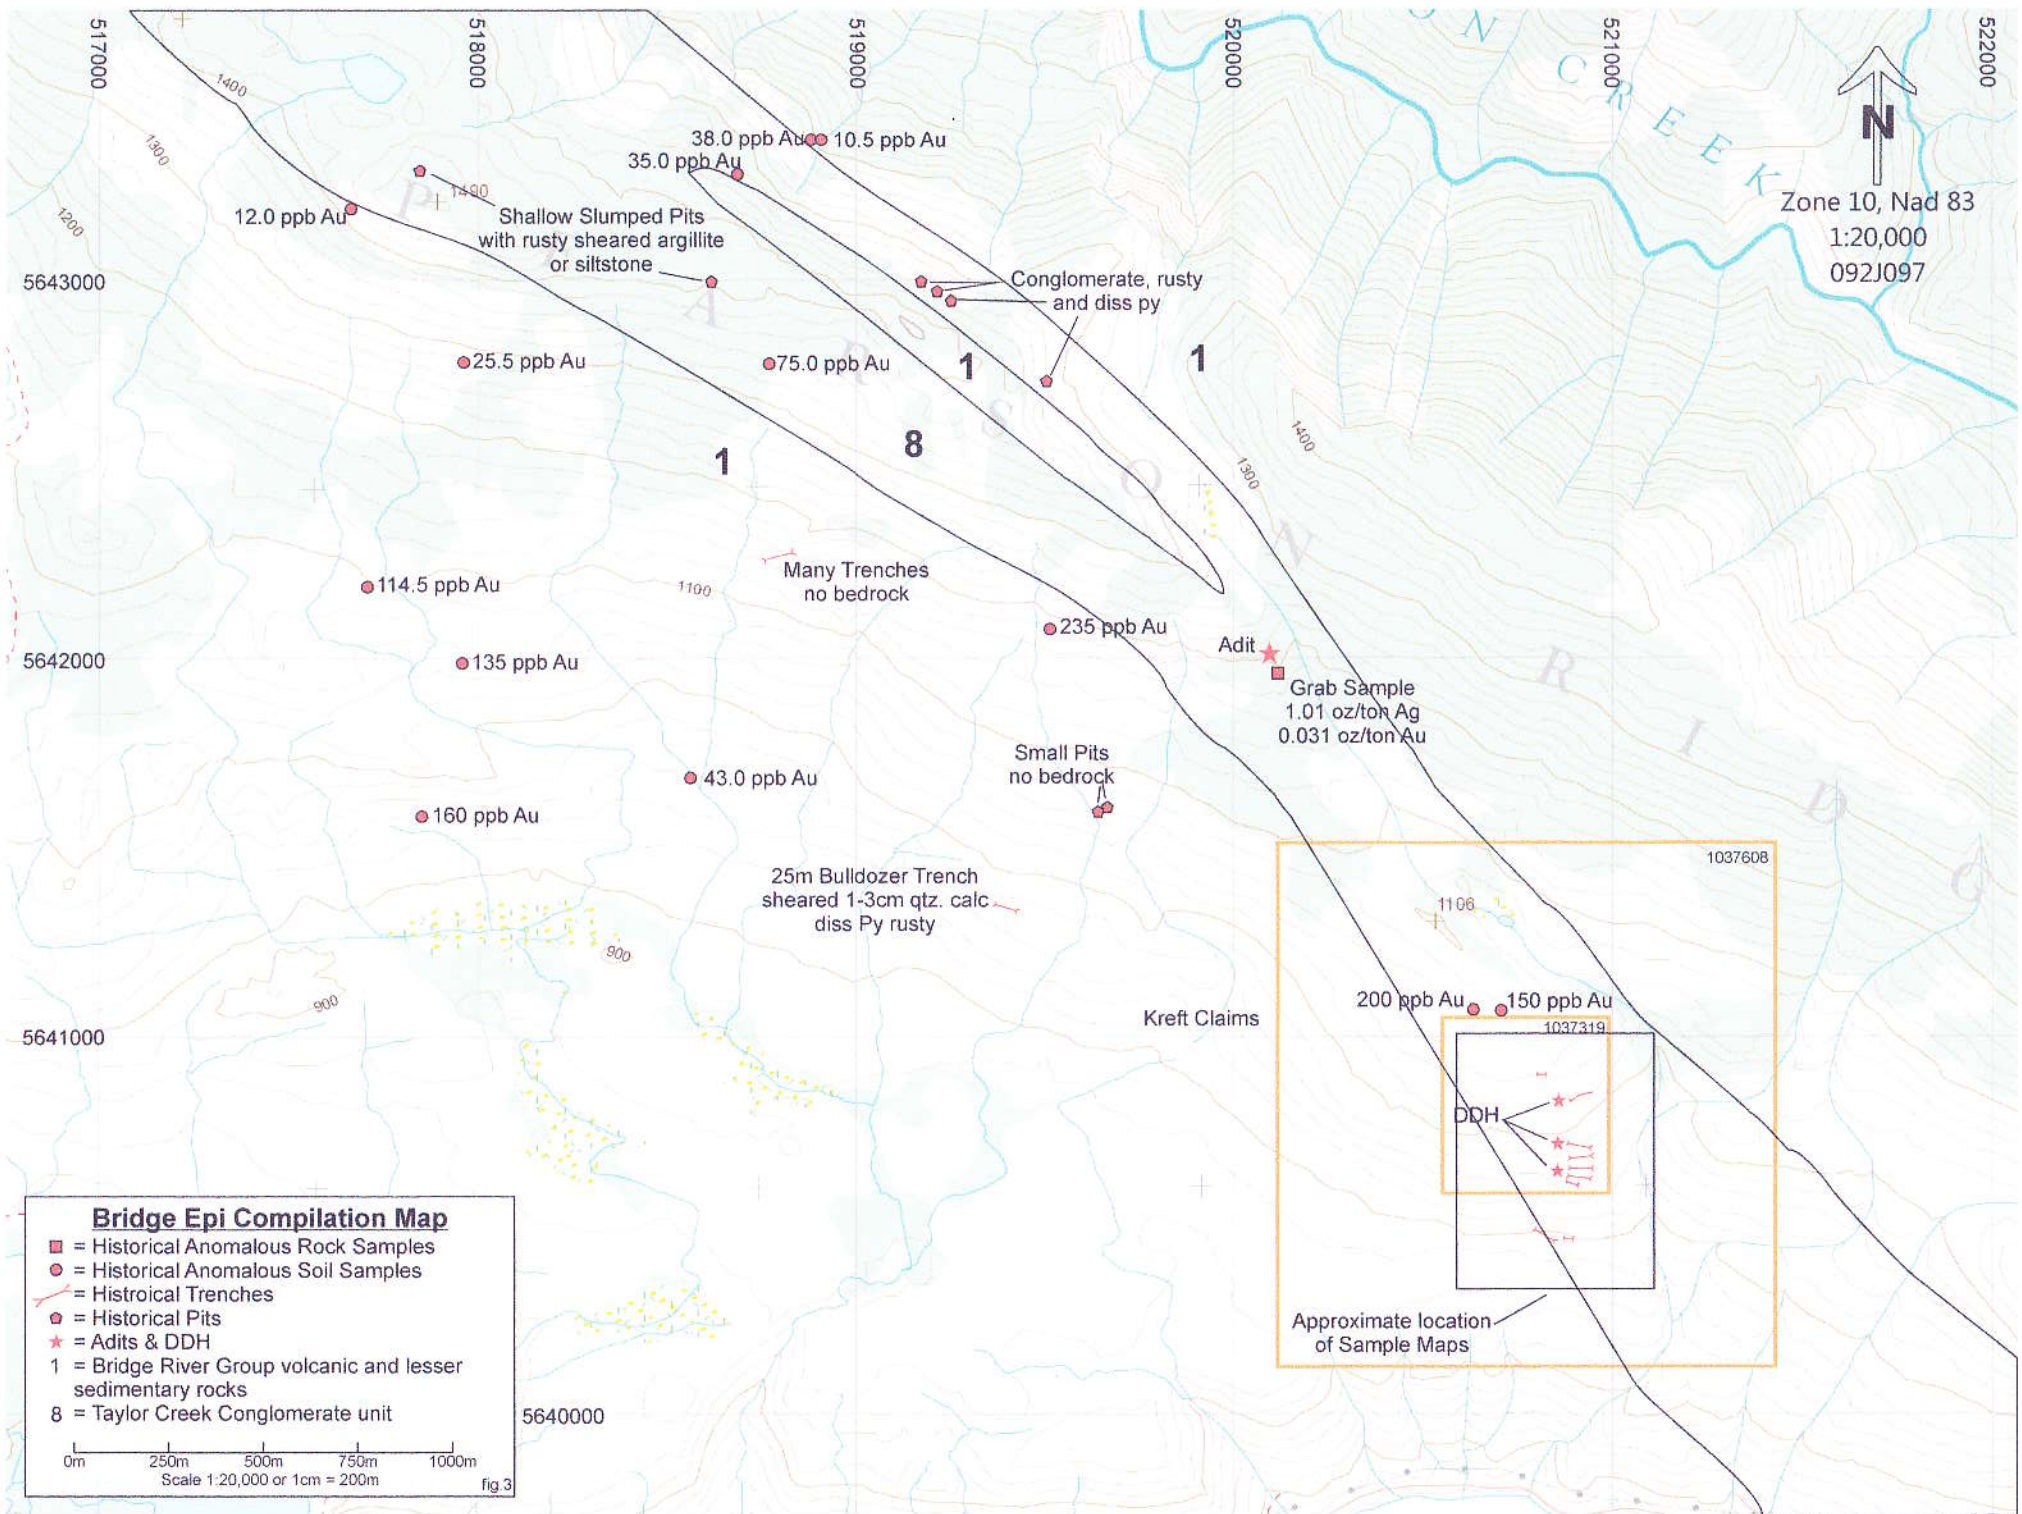 517000
518000
519000
520000
521000
522000
ON CREEK
N
Zone 10, Nad 83
1:20,000
092J097
1400
1300
1200
1490
38.0 ppb Au
10.5 ppb Au
35.0 ppb Au
12.0 ppb Au
Shallow Slumped Pits
with rusty sheared argillite
or siltstone
5643000
Conglomerate, rusty
and diss py
25.5 ppb Au
75.0 ppb Au
1
1
8
1
1400
1300
PEARSON RIDG
114.5 ppb Au
Many Trenches
no bedrock
1100
235 ppb Au
5642000
135 ppb Au
Adit
Grab Sample
1.01 oz/ton Ag
0.031 oz/ton Au
43.0 ppb Au
Small Pits
no bedrock
160 ppb Au
25m Bulldozer Trench
sheared 1-3cm qtz. calc
diss Py rusty
900
900
1037608
1106
200 ppb Au
150 ppb Au
Kreft Claims
1037319
5641000
DDH
Approximate location
of Sample Maps
5640000
Bridge Epi Compilation Map
= Historical Anomalous Rock Samples
= Historical Anomalous Soil Samples
= Histroical Trenches
= Historical Pits
= Adits & DDH
1 = Bridge River Group volcanic and lesser
sedimentary rocks
8 = Taylor Creek Conglomerate unit
0m 250m 500m 750m 1000m
Scale 1:20,000 or 1cm = 200m
fig.3